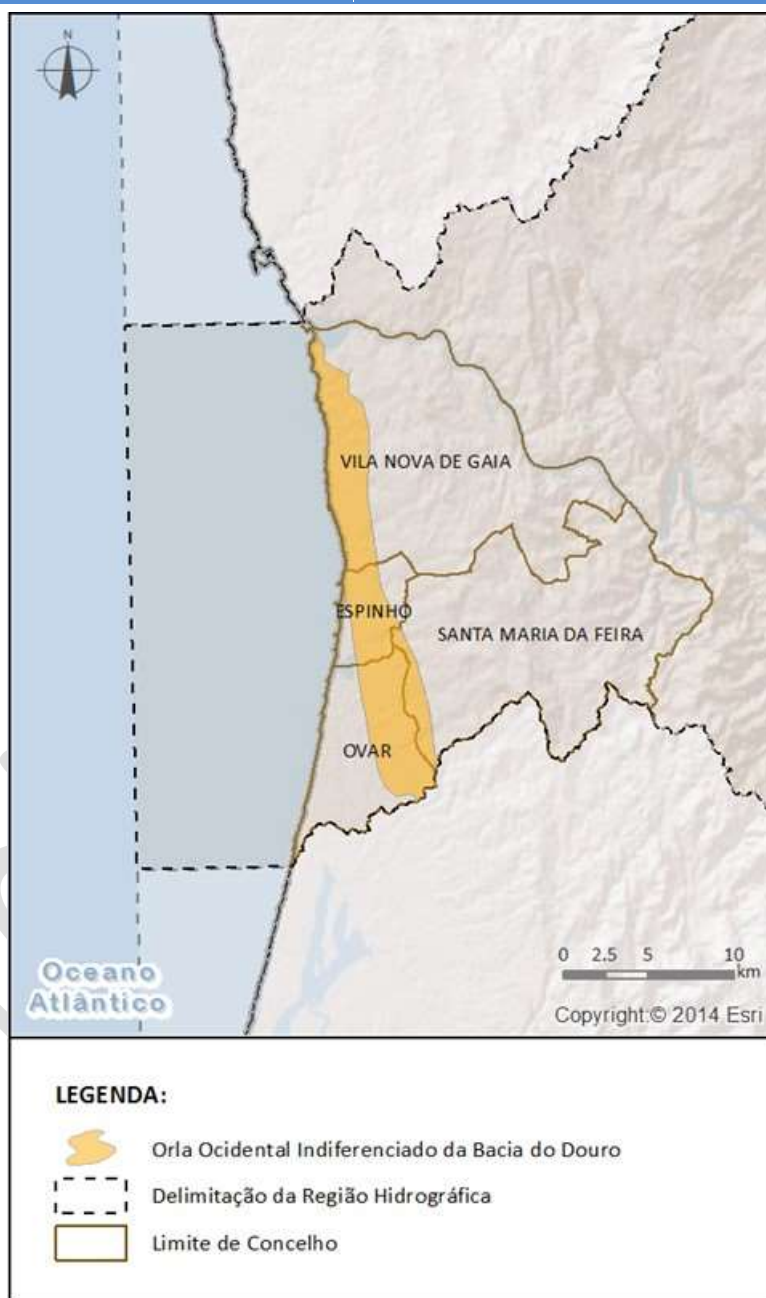 N
VILA NOVA DE GAIA
ESPINHO
SANTA MARIA DA FEIRA
OVAR
0 2.5 5 10
km
Oceano
Atlântico
Copyright:© 2014 Esri
LEGENDA:
Orla Ocidental Indiferenciado da Bacia do Douro
Delimitação da Região Hidrográfica
Limite de Concelho